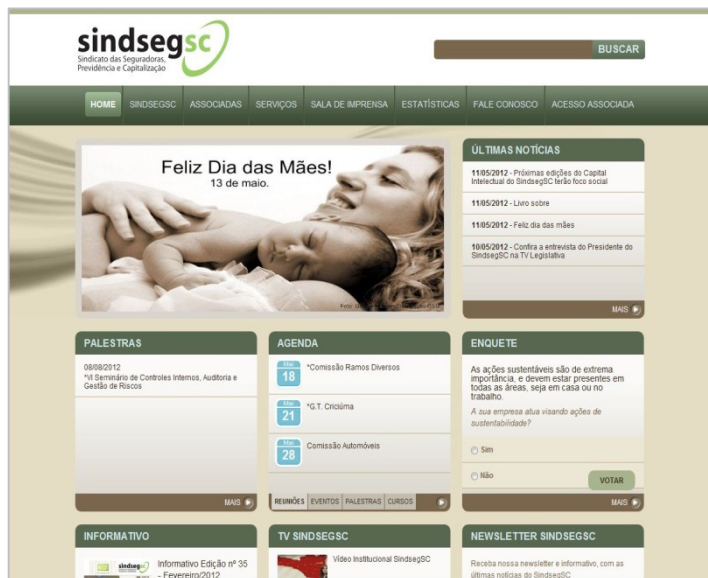 sindsegsc
Sindicato das Seguradoras,
Previdência e Capitalização
BUSCAR
HOME SINDSEGSC ASSOCIADAS SERVIÇOS SALA DE IMPRENSA ESTATÍSTICAS FALE CONOSCO ACESSO ASSOCIADA
Feliz Dia das Mães!
13 de maio.
ÚLTIMAS NOTÍCIAS
11/05/2012 - Próximas edições do Capital
Intelectual do SindsegSC terão foco social
11/05/2012 - Livro sobre
11/05/2012 - Feliz dia das mães
10/05/2012 - Confira a entrevista do Presidente do
SindsegSC na TV Legislativa
MAIS
PALESTRAS
08/08/2012
*VI Seminário de Controles Internos, Auditoria e
Gestão de Riscos
MAIS
AGENDA
Mai
18
*Comissão Ramos Diversos
Mai
21
*G.T. Criciúma
Mai
28
Comissão Automóveis
REUNIÕES EVENTOS PALESTRAS CURSOS
ENQUETE
As ações sustentáveis são de extrema
importância, e devem estar presentes em
todas as áreas, seja em casa ou no
trabalho.
A sua empresa atua visando ações de
sustentabilidade?
Sim
Não
VOTAR
MAIS
INFORMATIVO
sindsegsc
Informativo Edição nº 35
- Fevereiro/2012
TV SINDSEGSC
Vídeo Institucional SindsegSC
NEWSLETTER SINDSEGSC
Receba nossa newsletter e informativo, com as
últimas notícias do SindsegSC